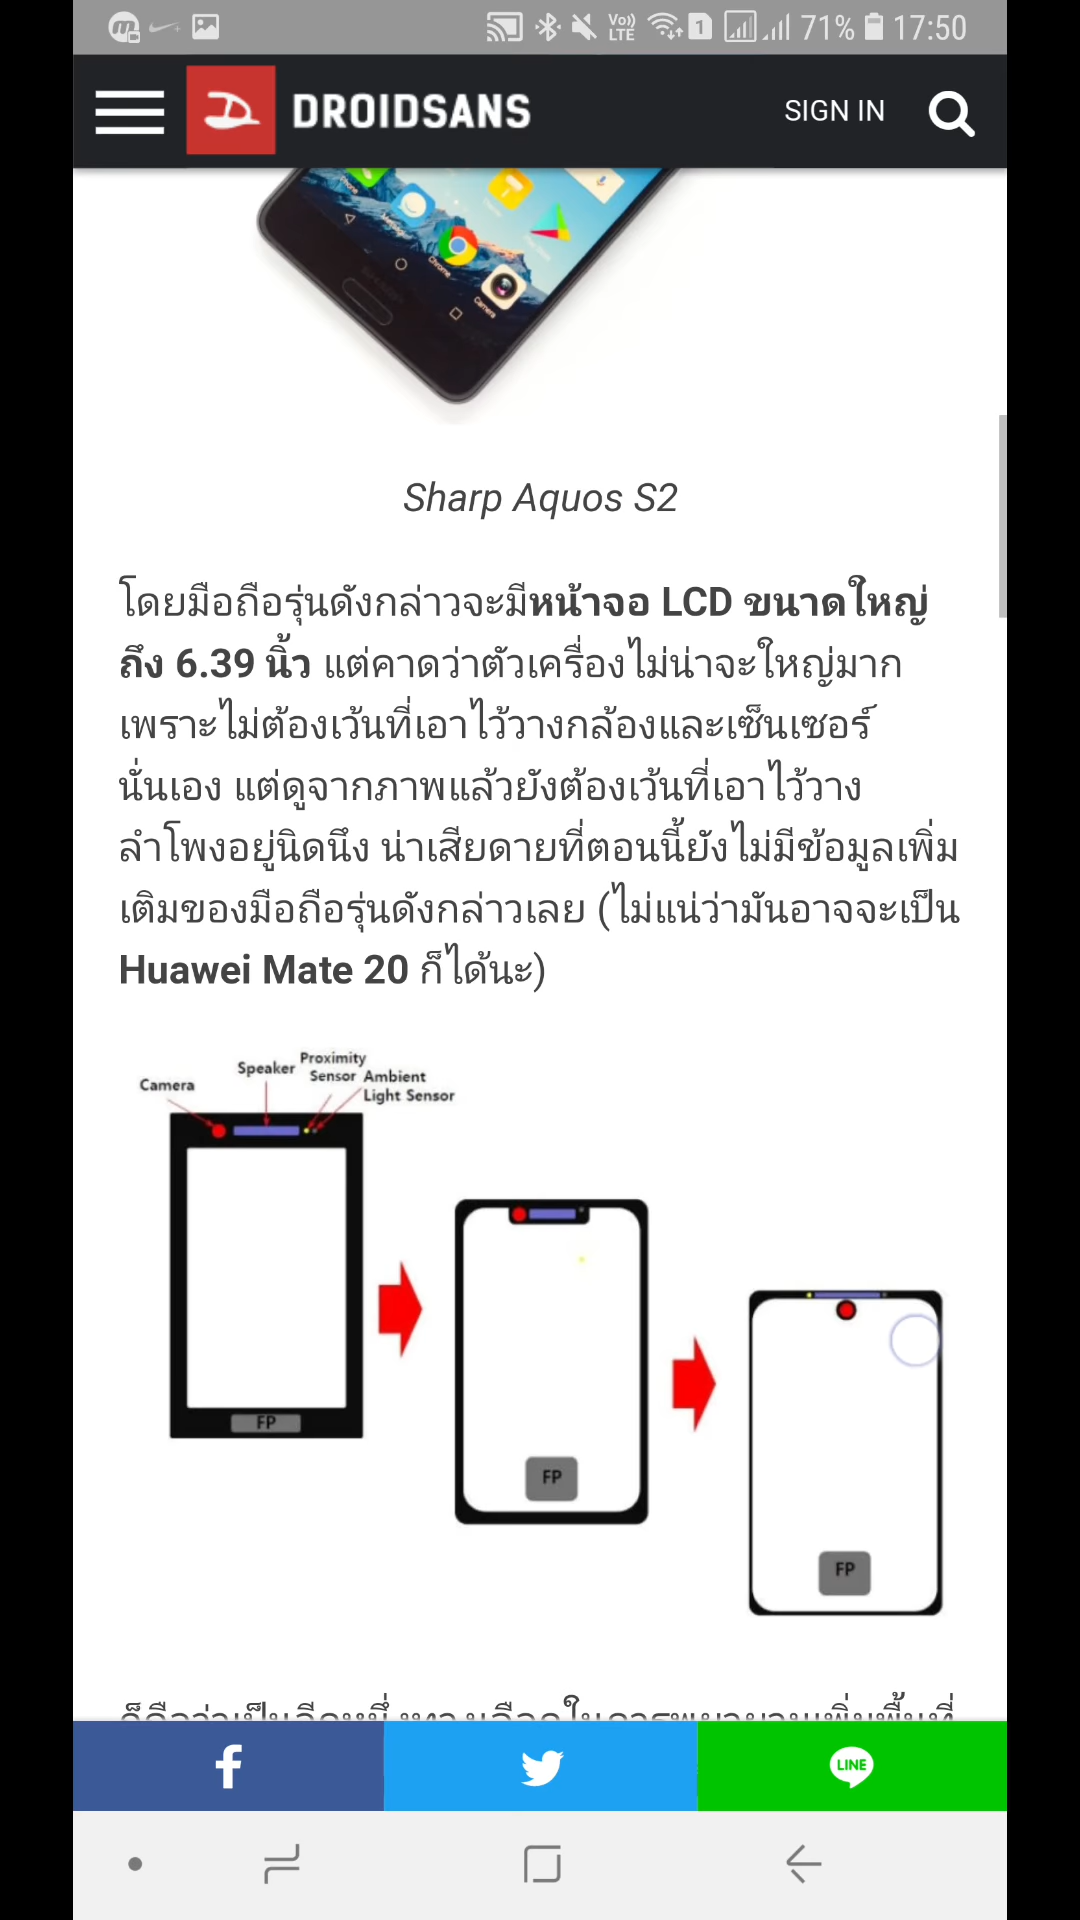 Vo))
LTE
1
71%
17:50
DROIDSANS
SIGN IN
Phone
Chrome
Camera
Sharp Aquos S2
โดยมือถือรุ่นดังกล่าวจะมีหน้าจอ LCD ขนาดใหญ่
ถึง 6.39 นิ้ว แต่คาดว่าตัวเครื่องไม่น่าจะใหญ่มาก
เพราะไม่ต้องเว้นที่เอาไว้วางกล้องและเซ็นเซอร์
นั่นเอง แต่ดูจากภาพแล้วยังต้องเว้นที่เอาไว้วาง
ลำโพงอยู่นิดนึง น่าเสียดายที่ตอนนี้ยังไม่มีข้อมูลเพิ่ม
เติมของมือถือรุ่นดังกล่าวเลย (ไม่แน่ว่ามันอาจจะเป็น
Huawei Mate 20 ก็ได้นะ)
Camera
Speaker
Proximity
Sensor
Ambient
Light Sensor
FP
FP
FP
LINE